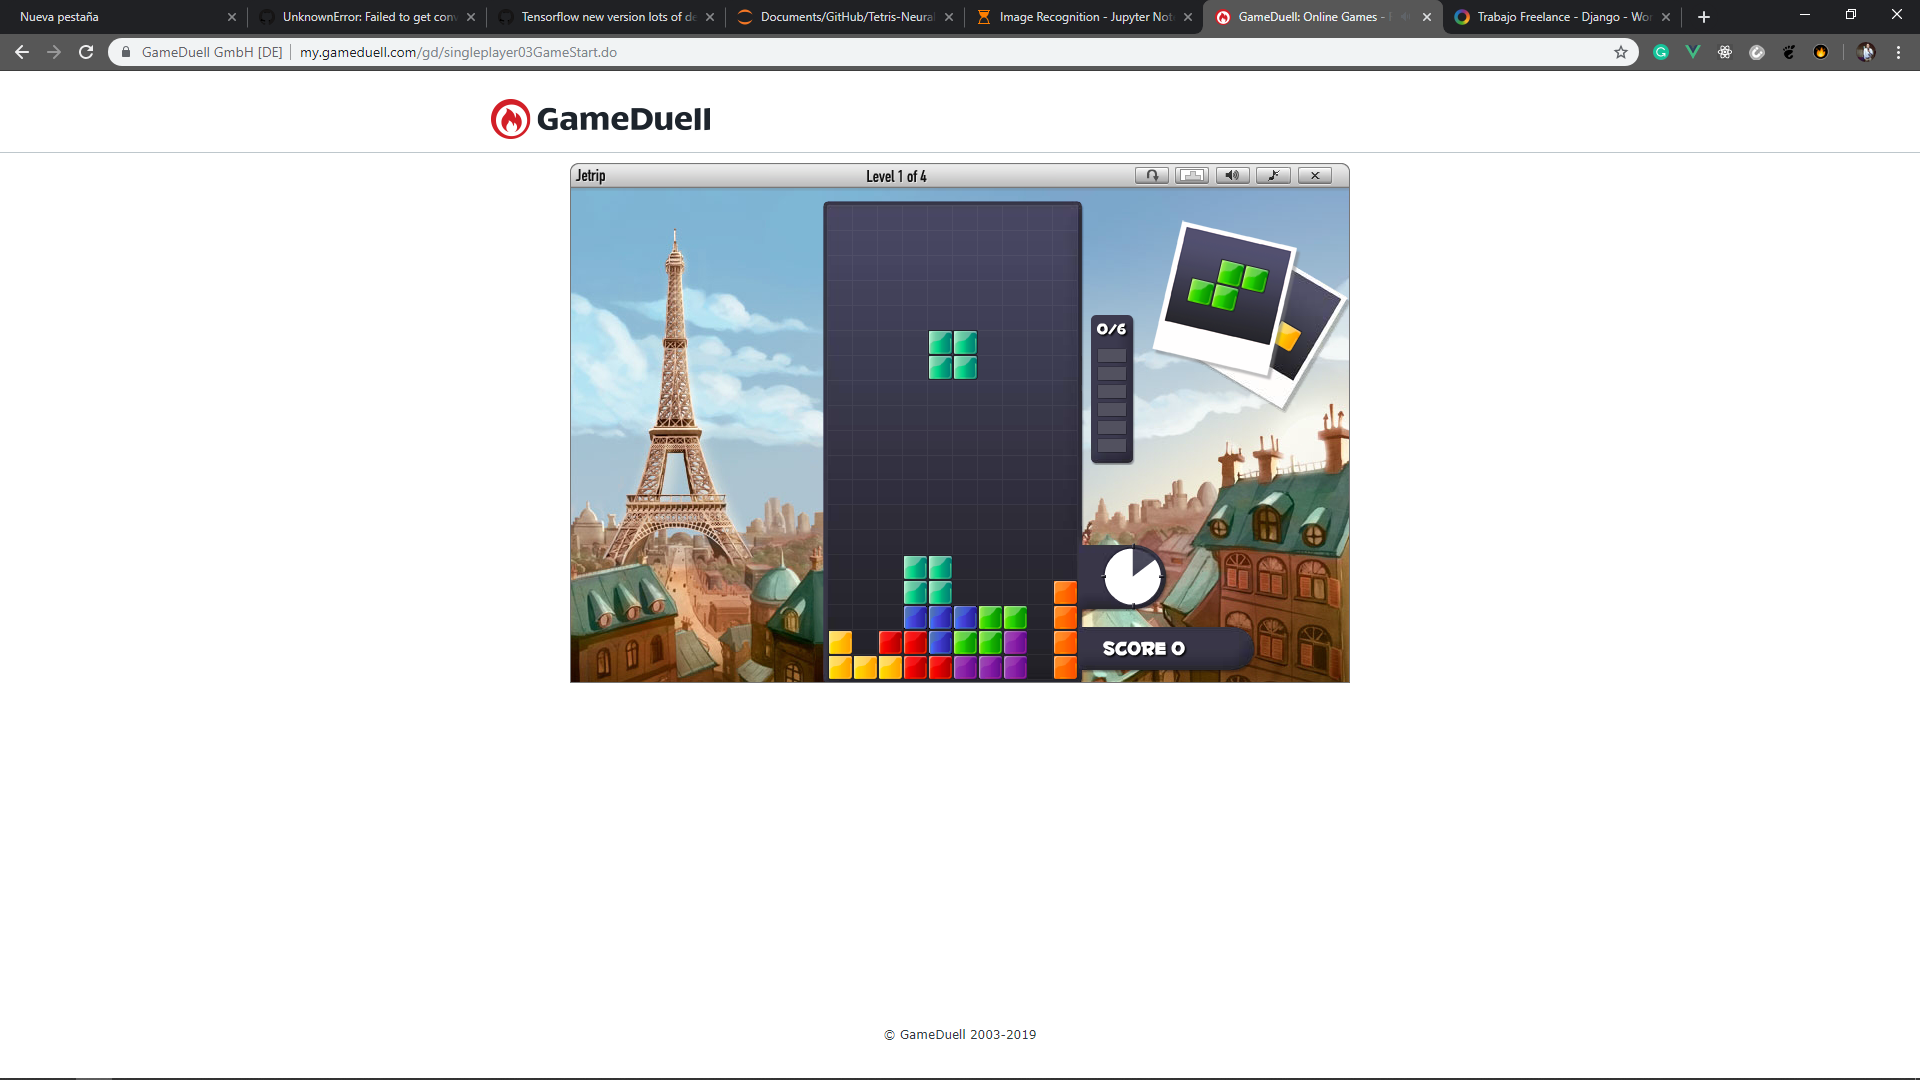 Nueva pestaña
UnknownError: Failed to get con
Tensorflow new version lots of de
Documents/GitHub/Tetris-Neura
Image Recognition - Jupyter Not
GameDuell: Online Games -
Trabajo Freelance - Django - Wo
GameDuell GmbH [DE]
my.gameduell.com/gd/singleplayer03GameStart.do
GameDuell
Jetrip
Level 1 of 4
0/6
SCORE 0
© GameDuell 2003-2019